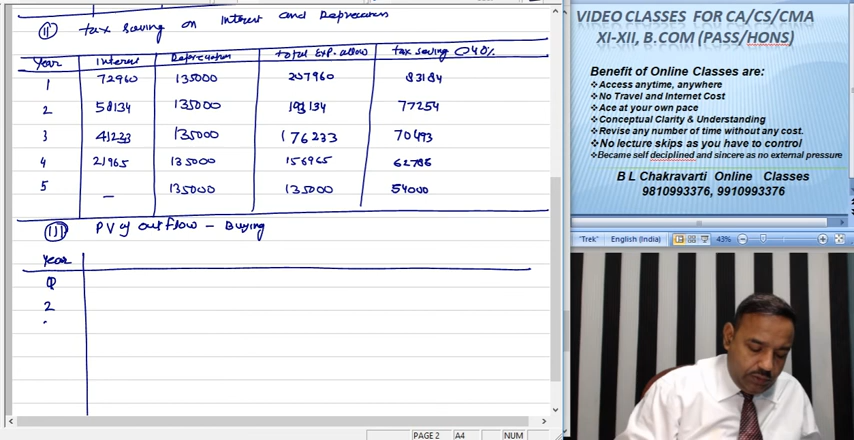 II tax saving on Interest and Depreciation
Year Interest Depreciation total Exp. allow tax saving @40%
1 72960 135000 207960 83184
2 58134 135000 193134 77254
3 41233 135000 176233 70493
4 21965 135000 156965 62786
5 – 135000 135000 54000
III PV of outflow – Buying
Year
2
PAGE 2 A4 NUM
VIDEO CLASSES FOR CA/CS/CMA
XI-XII, B.COM (PASS/HONS)
Benefit of Online Classes are:
❖Access anytime, anywhere
❖No Travel and Internet Cost
❖Ace at your own pace
❖Conceptual Clarity & Understanding
❖Revise any number of time without any cost.
❖No lecture skips as you have to control
❖Became self deciplined and sincere as no external pressure
B L Chakravarti Online Classes
9810993376, 9910993376
"Trek" English (India) 43%